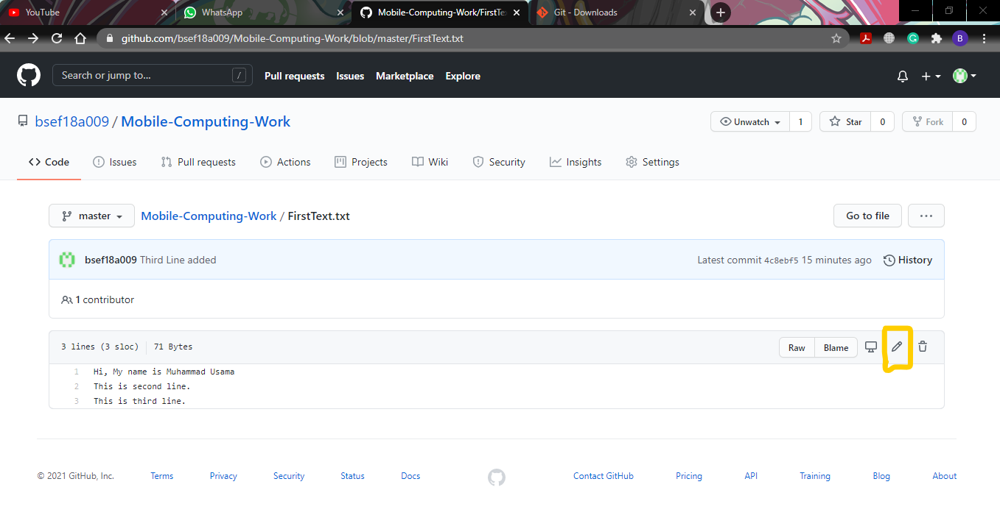 YouTube WhatsApp Mobile-Computing-Work/FirstTe Git - Downloads
github.com/bsef18a009/Mobile-Computing-Work/blob/master/FirstText.txt B
Search or jump to... / Pull requests Issues Marketplace Explore
bsef18a009 / Mobile-Computing-Work Unwatch 1 Star 0 Fork 0
Code Issues Pull requests Actions Projects Wiki Security Insights Settings
master Mobile-Computing-Work / FirstText.txt Go to file ...
bsef18a009 Third Line added Latest commit 4c8ebf5 15 minutes ago History
1 contributor
3 lines (3 sloc) 71 Bytes Raw Blame
1 Hi, My name is Muhammad Usama
2 This is second line.
3 This is third line.
© 2021 GitHub, Inc. Terms Privacy Security Status Docs Contact GitHub Pricing API Training Blog About